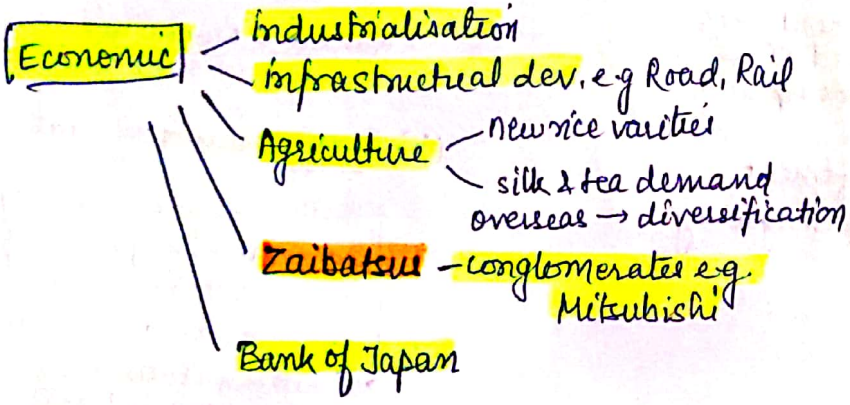 Economic
industrialisation
infrastructual dev. e.g Road, Rail
Agriculture
new rice varities
silk & tea demand
overseas → diversification
Zaibatsu - conglomerates e.g.
Mitsubishi
Bank of Japan